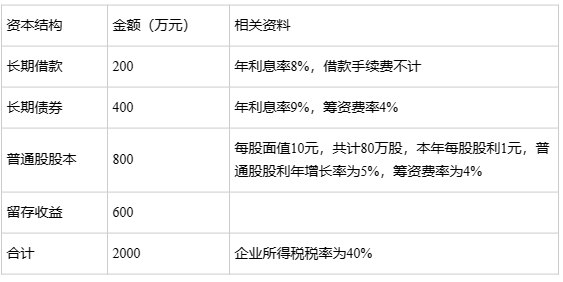 资本结构 金额（万元） 相关资料
长期借款 200 年利息率8%，借款手续费不计
长期债券 400 年利息率9%，筹资费率4%
普通股股本 800 每股面值10元，共计80万股，本年每股股利1元，普
通股股利年增长率为5%，筹资费率为4%
留存收益 600
合计 2000 企业所得税税率为40%